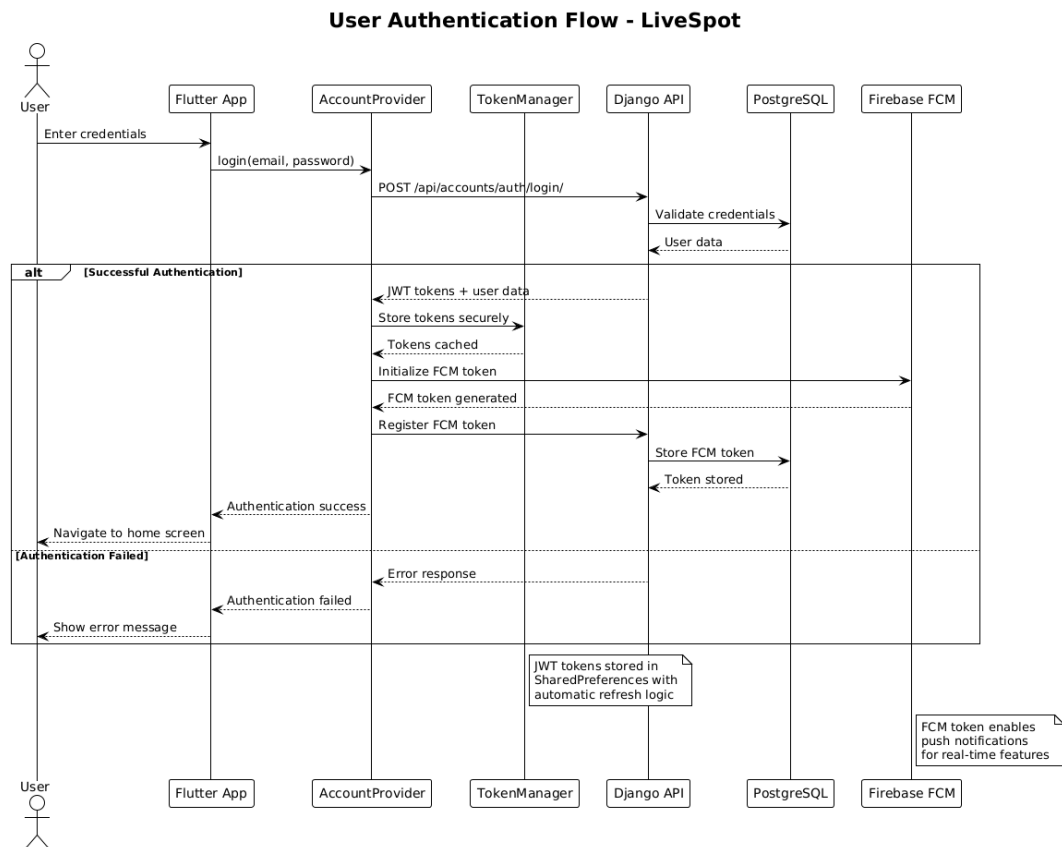 User Authentication Flow - LiveSpot
User
Flutter App
AccountProvider
TokenManager
Django API
PostgreSQL
Firebase FCM
Enter credentials
login(email, password)
POST /api/accounts/auth/login/
Validate credentials
User data
alt
[Successful Authentication]
JWT tokens + user data
Store tokens securely
Tokens cached
Initialize FCM token
FCM token generated
Register FCM token
Store FCM token
Token stored
Authentication success
Navigate to home screen
[Authentication Failed]
Error response
Authentication failed
Show error message
JWT tokens stored in
SharedPreferences with
automatic refresh logic
FCM token enables
push notifications
for real-time features
User
Flutter App
AccountProvider
TokenManager
Django API
PostgreSQL
Firebase FCM